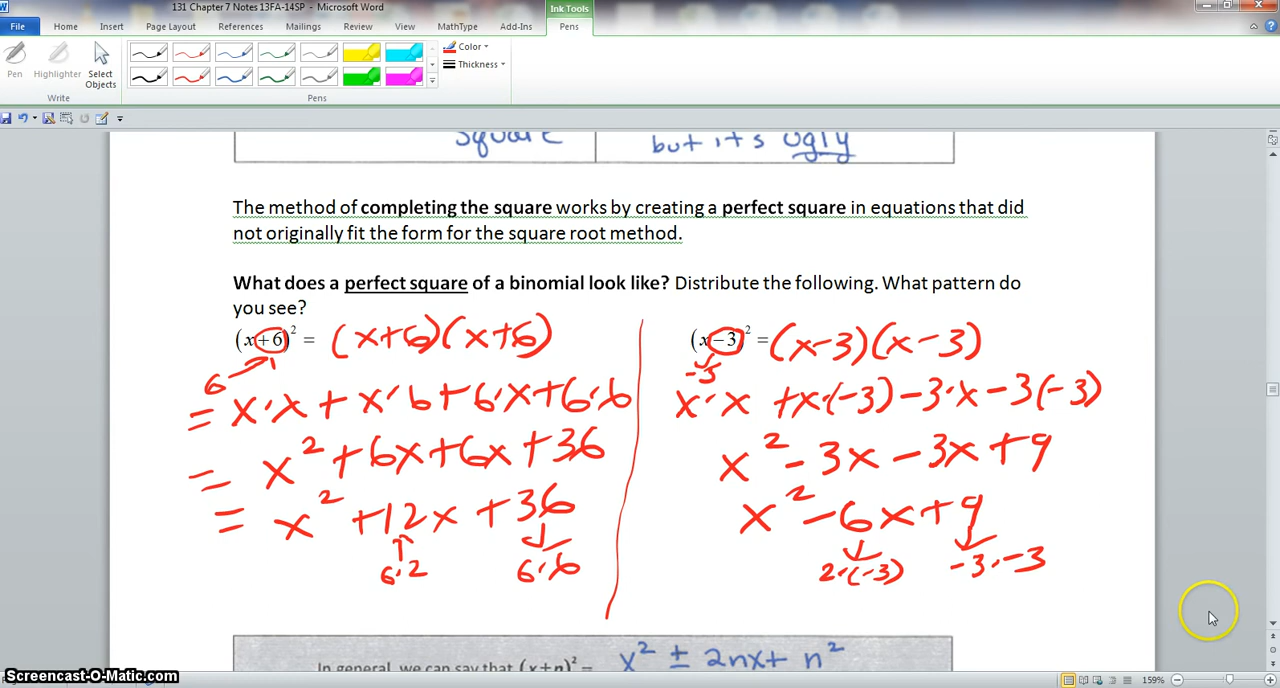 131 Chapter 7 Notes 13FA-14SP - Microsoft Word
Ink Tools
File Home Insert Page Layout References Mailings Review View MathType Add-Ins Pens
Pen Highlighter Select Objects
Color
Thickness
Write Pens
square but it's ugly
The method of completing the square works by creating a perfect square in equations that did
not originally fit the form for the square root method.
What does a perfect square of a binomial look like? Distribute the following. What pattern do
you see?
(x+6)² = (x+6)(x+6)
6
= x·x + x·6 + 6·x + 6·6
= x² + 6x + 6x + 36
= x² + 12x + 36
6·2 6·6
(x−3)² = (x−3)(x−3)
-3
x·x + x·(-3) - 3·x - 3(-3)
x² - 3x - 3x + 9
x² - 6x + 9
2·(-3) -3·-3
In general, we can say that (x±n)² = x² ± 2nx + n²
Screencast-O-Matic.com
159%